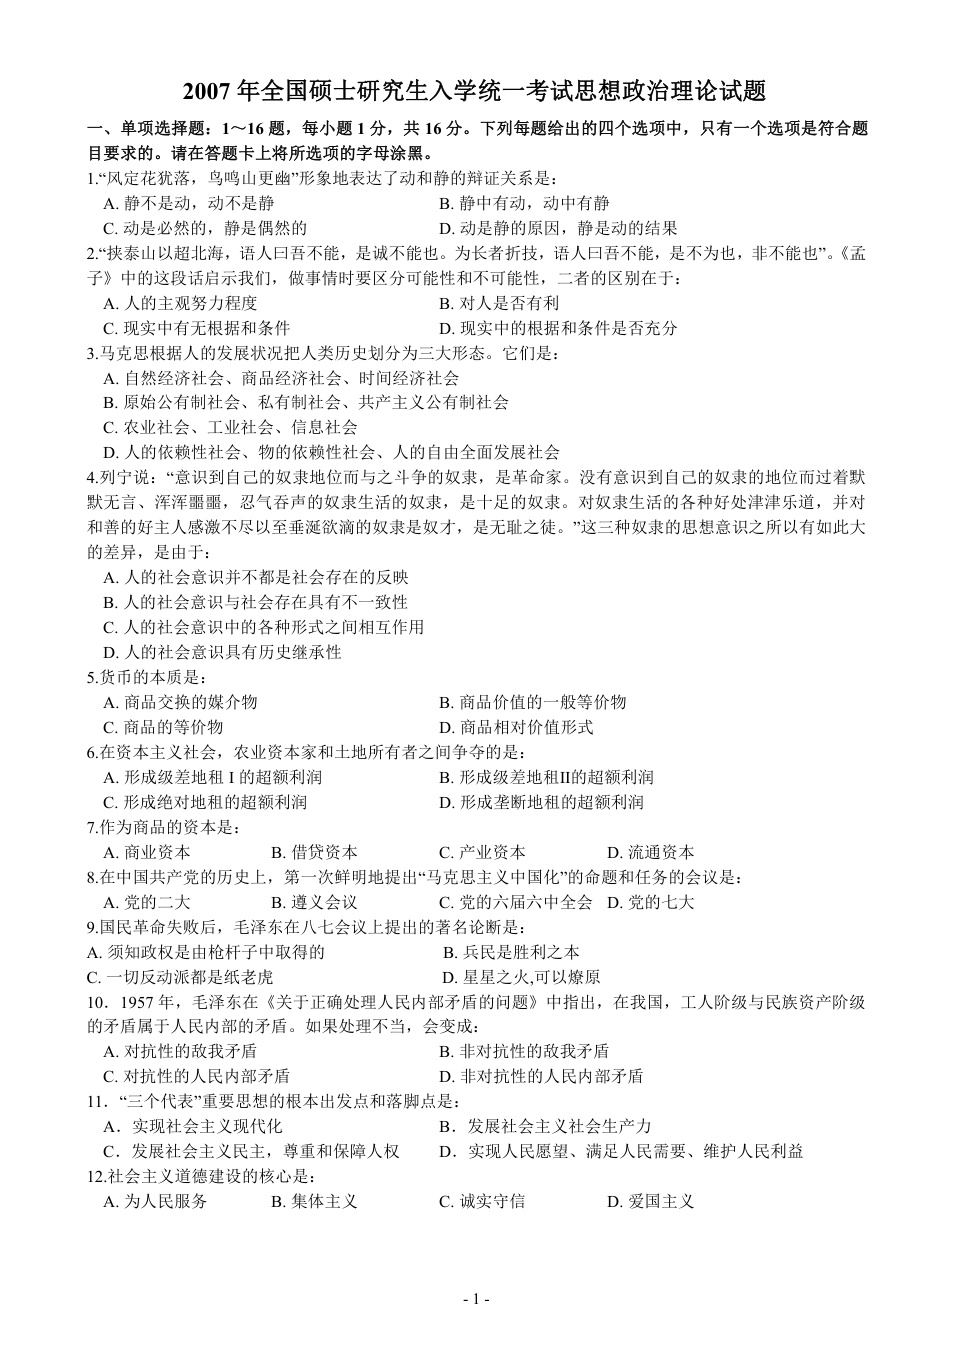 2007 年全国硕士研究生入学统一考试思想政治理论试题
一、单项选择题：1～16 题，每小题 1 分，共 16 分。下列每题给出的四个选项中，只有一个选项是符合题
目要求的。请在答题卡上将所选项的字母涂黑。
1.“风定花犹落，鸟鸣山更幽”形象地表达了动和静的辩证关系是：
A. 静不是动，动不是静 B. 静中有动，动中有静
C. 动是必然的，静是偶然的 D. 动是静的原因，静是动的结果
2.“挟泰山以超北海，语人曰吾不能，是诚不能也。为长者折技，语人曰吾不能，是不为也，非不能也”。《孟
子》中的这段话启示我们，做事情时要区分可能性和不可能性，二者的区别在于：
A. 人的主观努力程度 B. 对人是否有利
C. 现实中有无根据和条件 D. 现实中的根据和条件是否充分
3.马克思根据人的发展状况把人类历史划分为三大形态。它们是：
A. 自然经济社会、商品经济社会、时间经济社会
B. 原始公有制社会、私有制社会、共产主义公有制社会
C. 农业社会、工业社会、信息社会
D. 人的依赖性社会、物的依赖性社会、人的自由全面发展社会
4.列宁说：“意识到自己的奴隶地位而与之斗争的奴隶，是革命家。没有意识到自己的奴隶的地位而过着默
默无言、浑浑噩噩，忍气吞声的奴隶生活的奴隶，是十足的奴隶。对奴隶生活的各种好处津津乐道，并对
和善的好主人感激不尽以至垂涎欲滴的奴隶是奴才，是无耻之徒。”这三种奴隶的思想意识之所以有如此大
的差异，是由于：
A. 人的社会意识并不都是社会存在的反映
B. 人的社会意识与社会存在具有不一致性
C. 人的社会意识中的各种形式之间相互作用
D. 人的社会意识具有历史继承性
5.货币的本质是：
A. 商品交换的媒介物 B. 商品价值的一般等价物
C. 商品的等价物 D. 商品相对价值形式
6.在资本主义社会，农业资本家和土地所有者之间争夺的是：
A. 形成级差地租 I 的超额利润 B. 形成级差地租II的超额利润
C. 形成绝对地租的超额利润 D. 形成垄断地租的超额利润
7.作为商品的资本是：
A. 商业资本 B. 借贷资本 C. 产业资本 D. 流通资本
8.在中国共产党的历史上，第一次鲜明地提出“马克思主义中国化”的命题和任务的会议是：
A. 党的二大 B. 遵义会议 C. 党的六届六中全会 D. 党的七大
9.国民革命失败后，毛泽东在八七会议上提出的著名论断是：
A. 须知政权是由枪杆子中取得的 B. 兵民是胜利之本
C. 一切反动派都是纸老虎 D. 星星之火,可以燎原
10．1957 年，毛泽东在《关于正确处理人民内部矛盾的问题》中指出，在我国，工人阶级与民族资产阶级
的矛盾属于人民内部的矛盾。如果处理不当，会变成：
A. 对抗性的敌我矛盾 B. 非对抗性的敌我矛盾
C. 对抗性的人民内部矛盾 D. 非对抗性的人民内部矛盾
11．“三个代表”重要思想的根本出发点和落脚点是：
A．实现社会主义现代化 B．发展社会主义社会生产力
C．发展社会主义民主，尊重和保障人权 D．实现人民愿望、满足人民需要、维护人民利益
12.社会主义道德建设的核心是：
A. 为人民服务 B. 集体主义 C. 诚实守信 D. 爱国主义
- 1 -